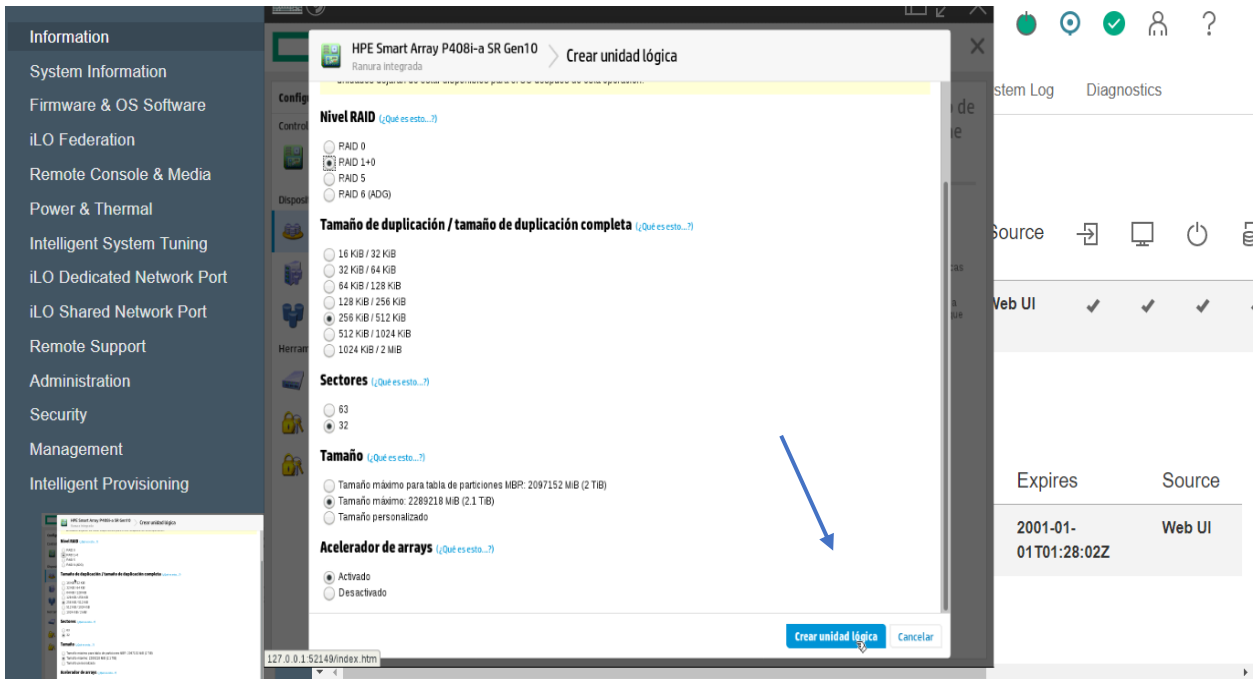 Information
System Information
Firmware & OS Software
iLO Federation
Remote Console & Media
Power & Thermal
Intelligent System Tuning
iLO Dedicated Network Port
iLO Shared Network Port
Remote Support
Administration
Security
Management
Intelligent Provisioning
HPE Smart Array P408i-a SR Gen10
Ranura integrada
Crear unidad lógica
Nivel RAID (¿Qué es esto...?)
RAID 0
RAID 1+0
RAID 5
RAID 6 (ADG)
Tamaño de duplicación / tamaño de duplicación completa (¿Qué es esto...?)
16 KiB / 32 KiB
32 KiB / 64 KiB
64 KiB / 128 KiB
128 KiB / 256 KiB
256 KiB / 512 KiB
512 KiB / 1024 KiB
1024 KiB / 2 MiB
Sectores (¿Qué es esto...?)
63
32
Tamaño (¿Qué es esto...?)
Tamaño máximo para tabla de particiones MBR: 2097152 MiB (2 TiB)
Tamaño máximo: 2289218 MiB (2.1 TiB)
Tamaño personalizado
Acelerador de arrays (¿Qué es esto...?)
Activado
Desactivado
Crear unidad lógica
Cancelar
127.0.0.1:52149/index.htm
Config
Control
Disposi
Herram
stem Log
Diagnostics
Source
Web UI
Expires
Source
2001-01-
01T01:28:02Z
Web UI